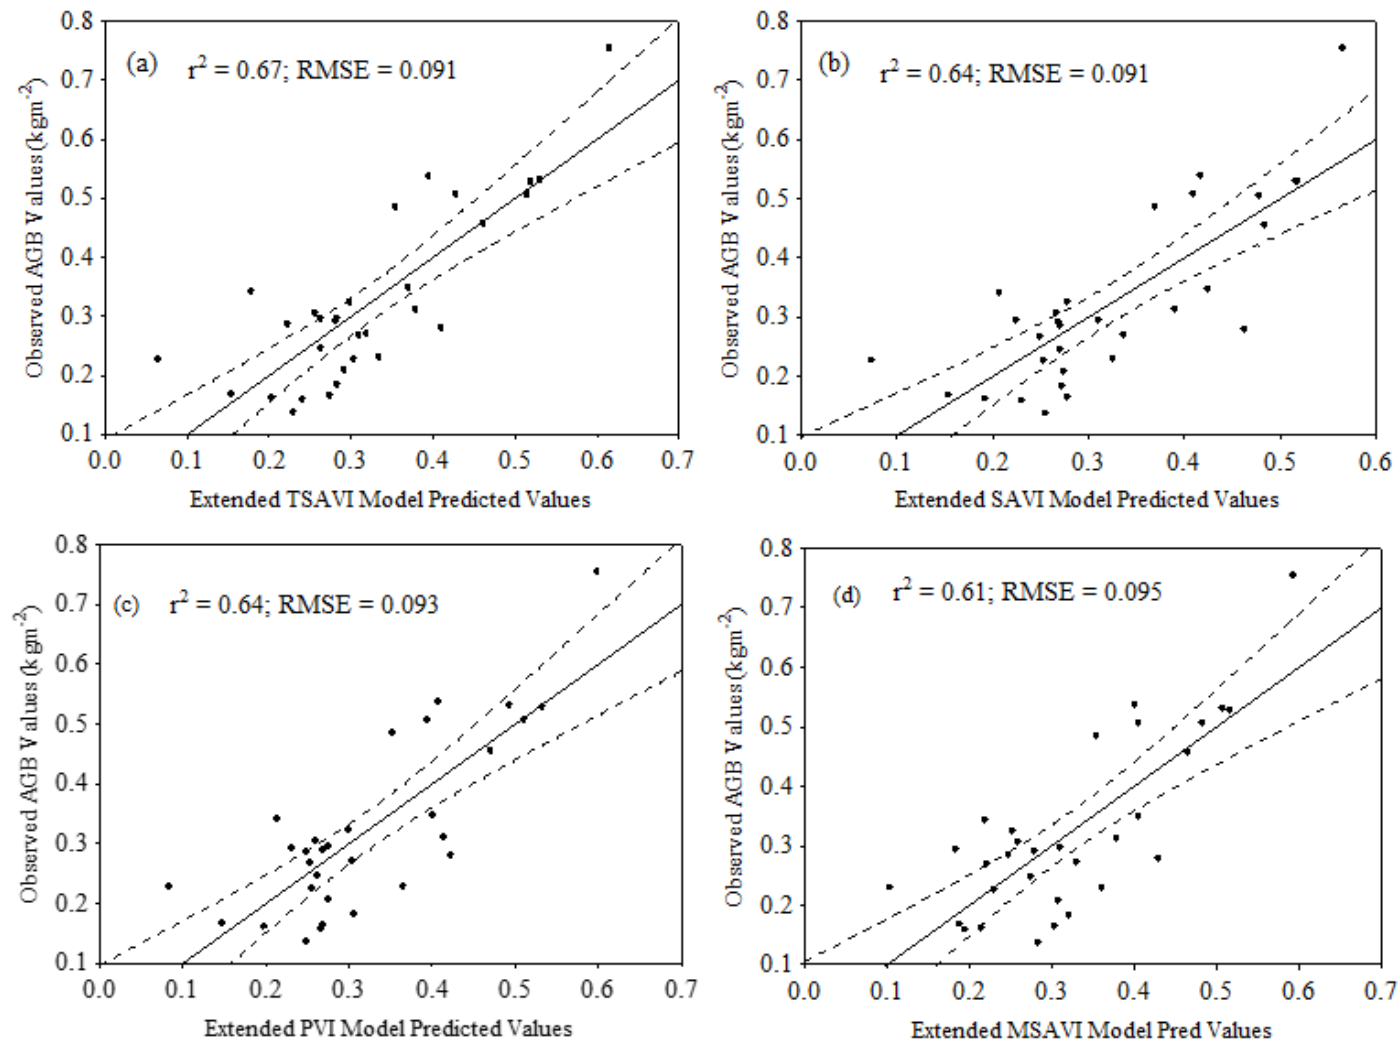 (a) r² = 0.67; RMSE = 0.091
Observed AGB Values (kgm⁻²)
0.8
0.7
0.6
0.5
0.4
0.3
0.2
0.1
0.0 0.1 0.2 0.3 0.4 0.5 0.6 0.7
Extended TSAVI Model Predicted Values
(b) r² = 0.64; RMSE = 0.091
Observed AGB Values (kgm⁻²)
0.8
0.7
0.6
0.5
0.4
0.3
0.2
0.1
0.0 0.1 0.2 0.3 0.4 0.5 0.6
Extended SAVI Model Predicted Values
(c) r² = 0.64; RMSE = 0.093
Observed AGB Values (kgm⁻²)
0.8
0.7
0.6
0.5
0.4
0.3
0.2
0.1
0.0 0.1 0.2 0.3 0.4 0.5 0.6 0.7
Extended PVI Model Predicted Values
(d) r² = 0.61; RMSE = 0.095
Observed AGB Values (kgm⁻²)
0.8
0.7
0.6
0.5
0.4
0.3
0.2
0.1
0.0 0.1 0.2 0.3 0.4 0.5 0.6 0.7
Extended MSAVI Model Pred Values